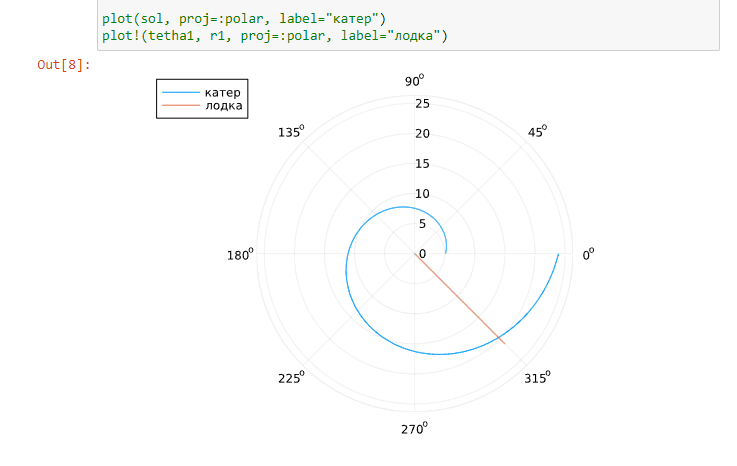 plot(sol, proj=:polar, label="катер")
plot!(tetha1, r1, proj=:polar, label="лодка")
Out[8]:
катер
лодка
90°
25
135°
45°
20
15
10
5
180°
0
0°
225°
315°
270°